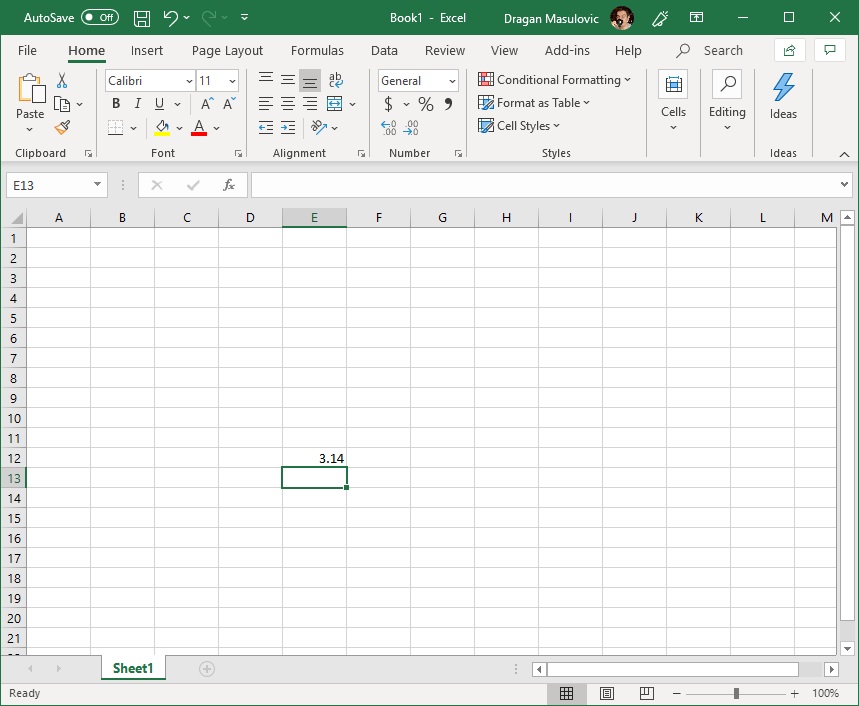 AutoSave Off Book1 - Excel Dragan Masulovic
File Home Insert Page Layout Formulas Data Review View Add-ins Help Search
Calibri 11 ab c General Conditional Formatting
Paste B I U A A $ % 9 Format as Table Cells Editing Ideas
A Cell Styles
Clipboard Font Alignment Number Styles Ideas
E13 fx
A B C D E F G H I J K L M
1
2
3
4
5
6
7
8
9
10
11
12 3.14
13
14
15
16
17
18
19
20
21
Sheet1
Ready 100%